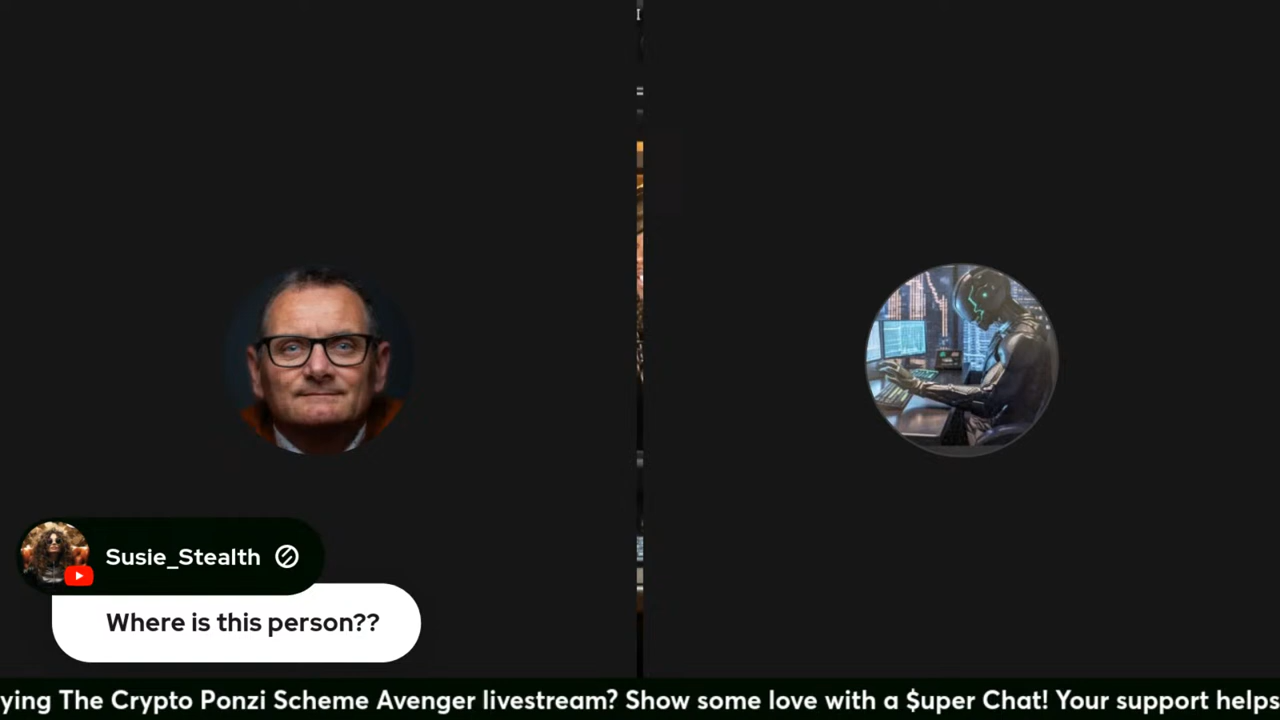 Susie_Stealth
Where is this person??
ying The Crypto Ponzi Scheme Avenger livestream? Show some love with a $uper Chat! Your support helps